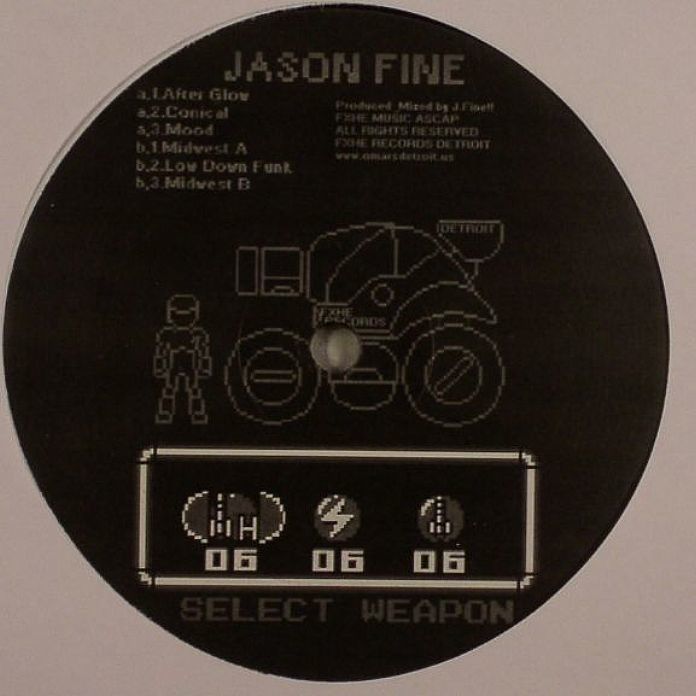 JASON FINE
a,1.After Glow
a,2.Conical
a,3.Mood
b,1.Midwest A
b,2.Low Down Funk
b,3.Midwest B
Produced Mixed by J.Fine!!
FXHE MUSIC ASCAP
ALL RIGHTS RESERVED
FXHE RECORDS DETROIT
www.omarsdetroit.us
DETROIT
FXHE
RECORDS
H
06 06 06
SELECT WEAPON